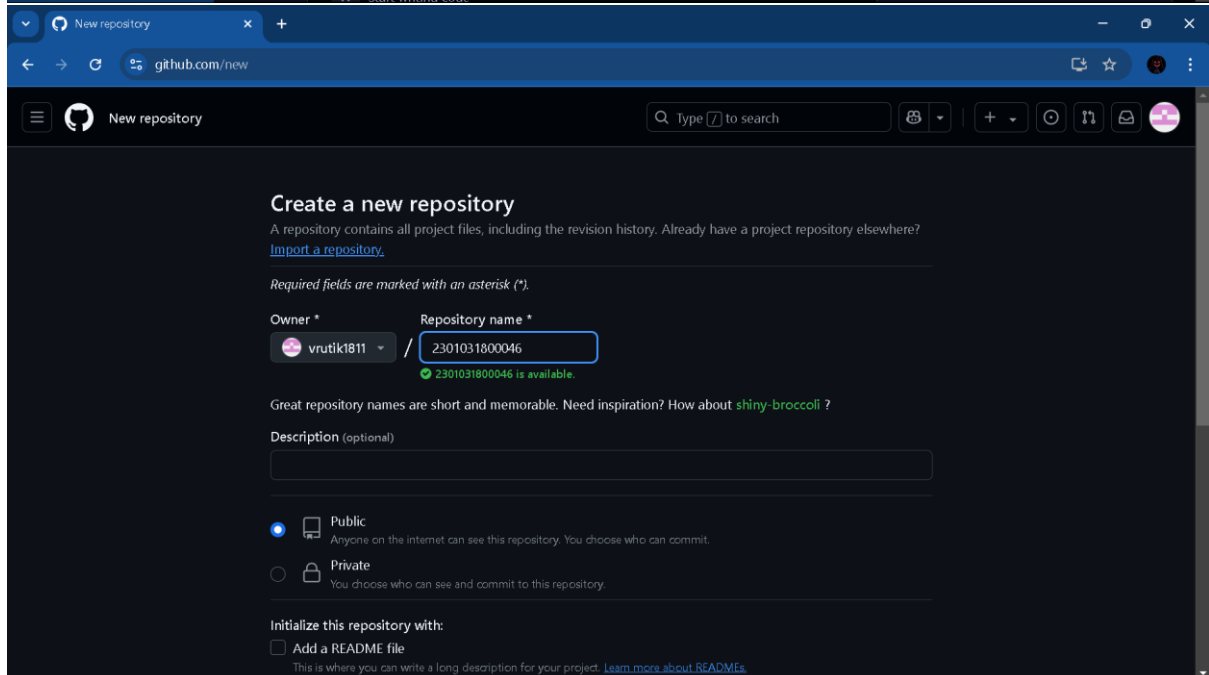 Start writing code
New repository
github.com/new
New repository
Type / to search
Create a new repository
A repository contains all project files, including the revision history. Already have a project repository elsewhere?
Import a repository.
Required fields are marked with an asterisk (*).
Owner * Repository name *
vrutik1811 / 2301031800046
2301031800046 is available.
Great repository names are short and memorable. Need inspiration? How about shiny-broccoli ?
Description (optional)
Public
Anyone on the internet can see this repository. You choose who can commit.
Private
You choose who can see and commit to this repository.
Initialize this repository with:
Add a README file
This is where you can write a long description for your project. Learn more about READMEs.